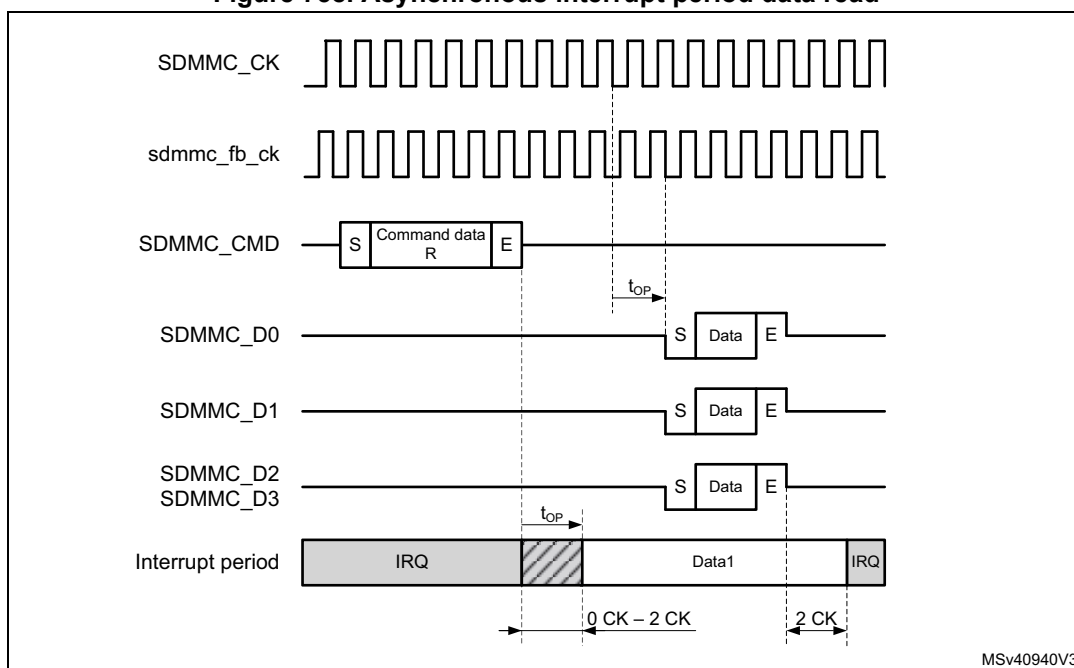 SDMMC_CK
sdmmc_fb_ck
SDMMC_CMD
S
Command data
R
E
tOP
SDMMC_D0
S
Data
E
SDMMC_D1
S
Data
E
SDMMC_D2
SDMMC_D3
S
Data
E
tOP
Interrupt period
IRQ
Data1
IRQ
0 CK – 2 CK
2 CK
MSv40940V3